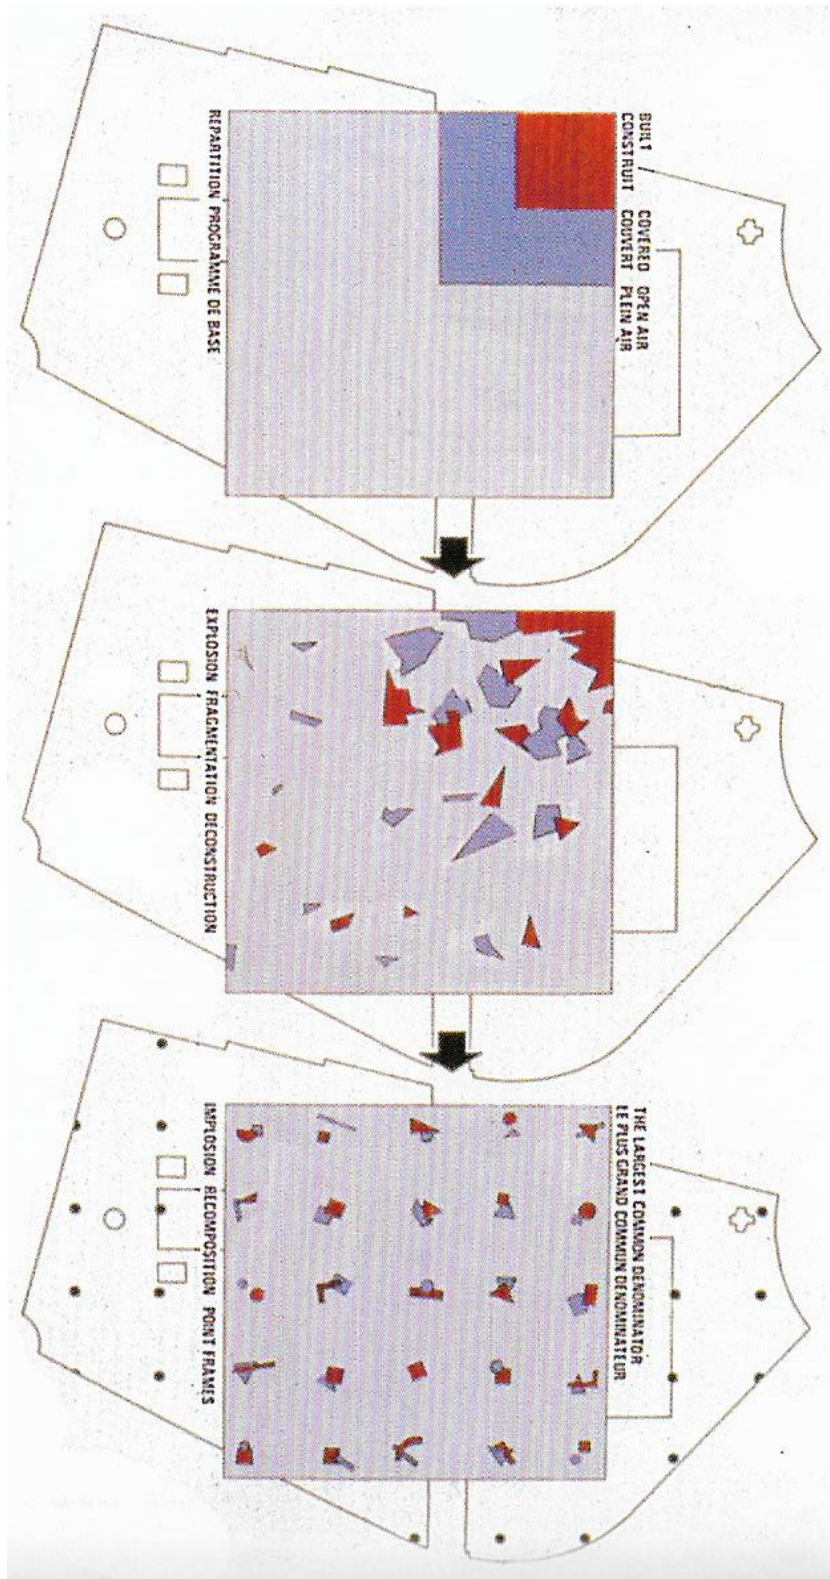 BUILT COVERED OPEN AIR
CONSTRUIT COUVERT PLEIN AIR
REPARTITION PROGRAMME DE BASE
EXPLOSION FRAGMENTATION DECONSTRUCTION
THE LARGEST COMMON DENOMINATOR
LE PLUS GRAND COMMUN DENOMINATEUR
IMPLOSION RECOMPOSITION POINT FRAMES